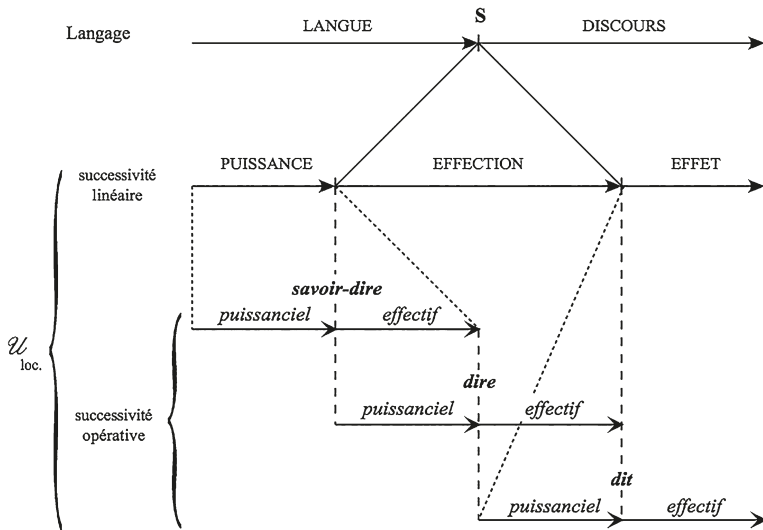 S
Langage LANGUE DISCOURS
successivité PUISSANCE EFFECTION EFFET
linéaire
savoir-dire
puissanciel effectif
𝒰 loc.
dire
successivité puissanciel effectif
opérative
dit
puissanciel effectif